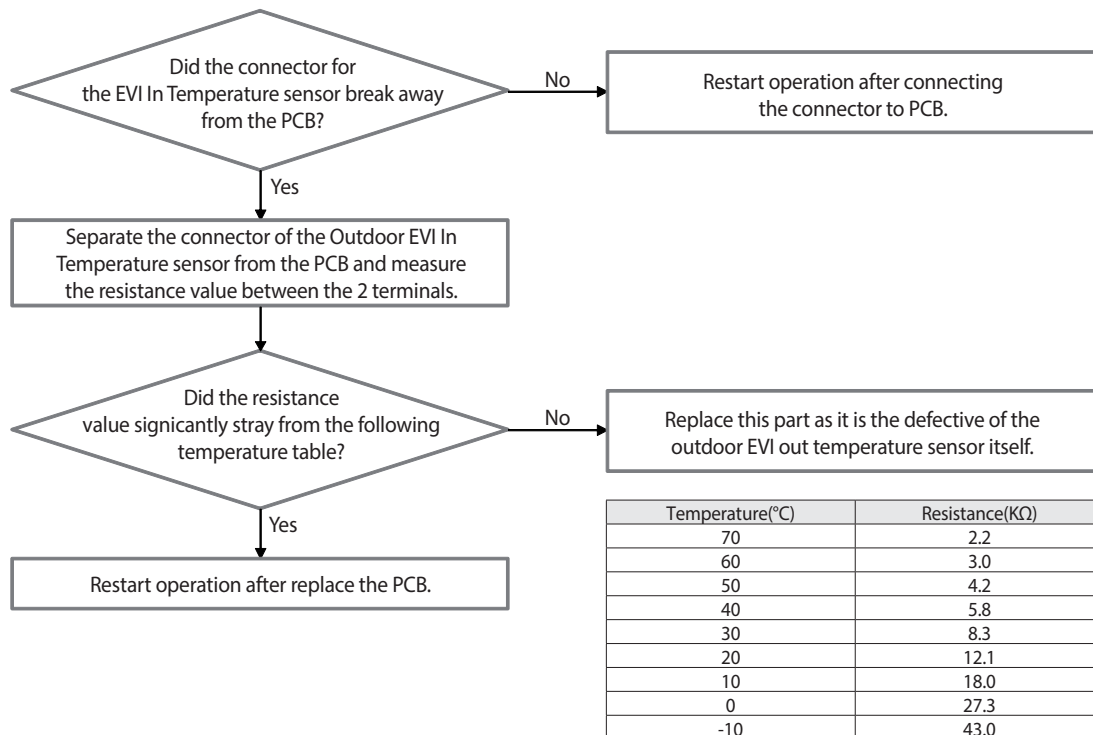 Did the connector for
the EVI In Temperature sensor break away
from the PCB?
No
Restart operation after connecting
the connector to PCB.
Yes
Separate the connector of the Outdoor EVI In
Temperature sensor from the PCB and measure
the resistance value between the 2 terminals.
Did the resistance
value signicantly stray from the following
temperature table?
No
Replace this part as it is the defective of the
outdoor EVI out temperature sensor itself.
Yes
Restart operation after replace the PCB.
Temperature(°C) Resistance(KΩ)
70 2.2
60 3.0
50 4.2
40 5.8
30 8.3
20 12.1
10 18.0
0 27.3
-10 43.0